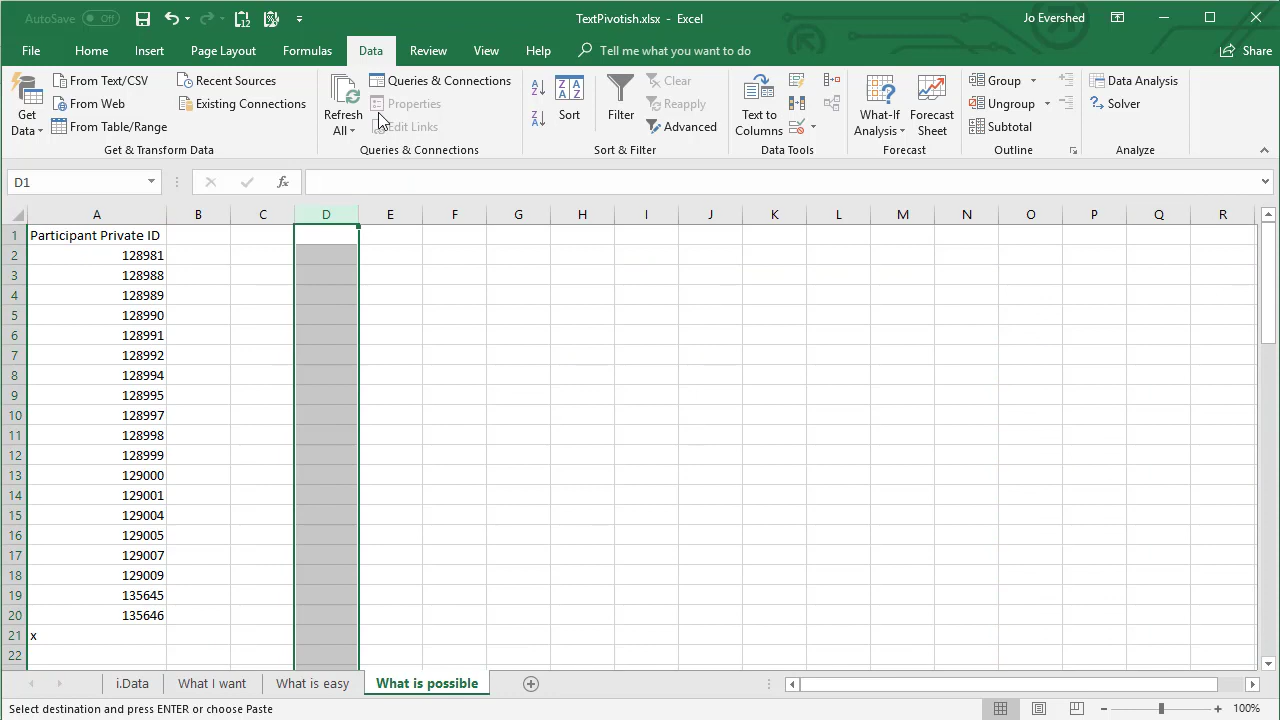 AutoSave Off TextPivotish.xlsx - Excel Jo Evershed
File Home Insert Page Layout Formulas Data Review View Help Tell me what you want to do Share
From Text/CSV Recent Sources Queries & Connections Clear Group Data Analysis
From Web Existing Connections Properties Reapply Ungroup Solver
Get Data From Table/Range Refresh All Edit Links Sort Filter Advanced Text to Columns What-If Analysis Forecast Sheet Subtotal
Get & Transform Data Queries & Connections Sort & Filter Data Tools Forecast Outline Analyze
D1 fx
A B C D E F G H I J K L M N O P Q R
1 Participant Private ID
2 128981
3 128988
4 128989
5 128990
6 128991
7 128992
8 128994
9 128995
10 128997
11 128998
12 128999
13 129000
14 129001
15 129004
16 129005
17 129007
18 129009
19 135645
20 135646
21 x
22
i.Data What I want What is easy What is possible
Select destination and press ENTER or choose Paste 100%